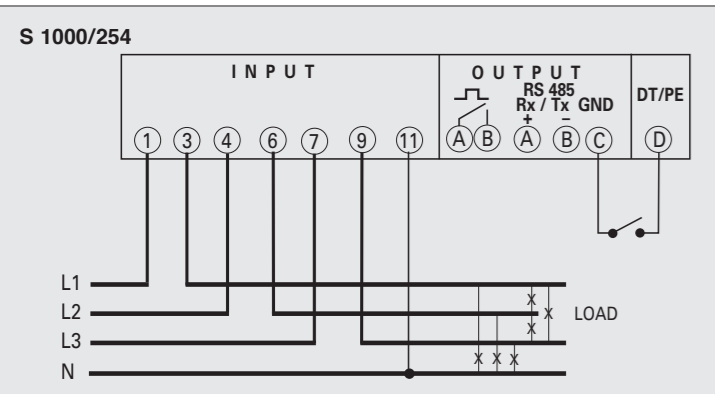 S 1000/254
INPUT
OUTPUT
RS 485
Rx / Tx GND
DT/PE
+ −
1 3 4 6 7 9 11 A B A B C D
L1
L2
LOAD
L3
N